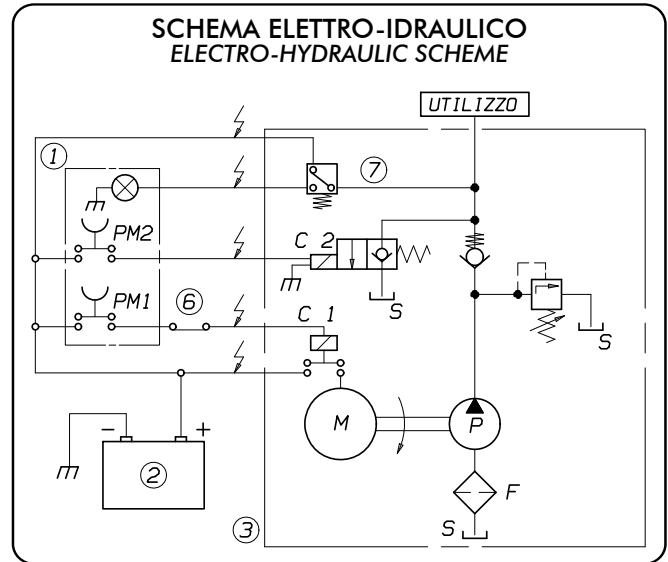 SCHEMA ELETTRO-IDRAULICO
ELECTRO-HYDRAULIC SCHEME
UTILIZZO
1
7
PM2
C 2
S
PM1
6
C 1
S
M
P
- +
2
F
3
S